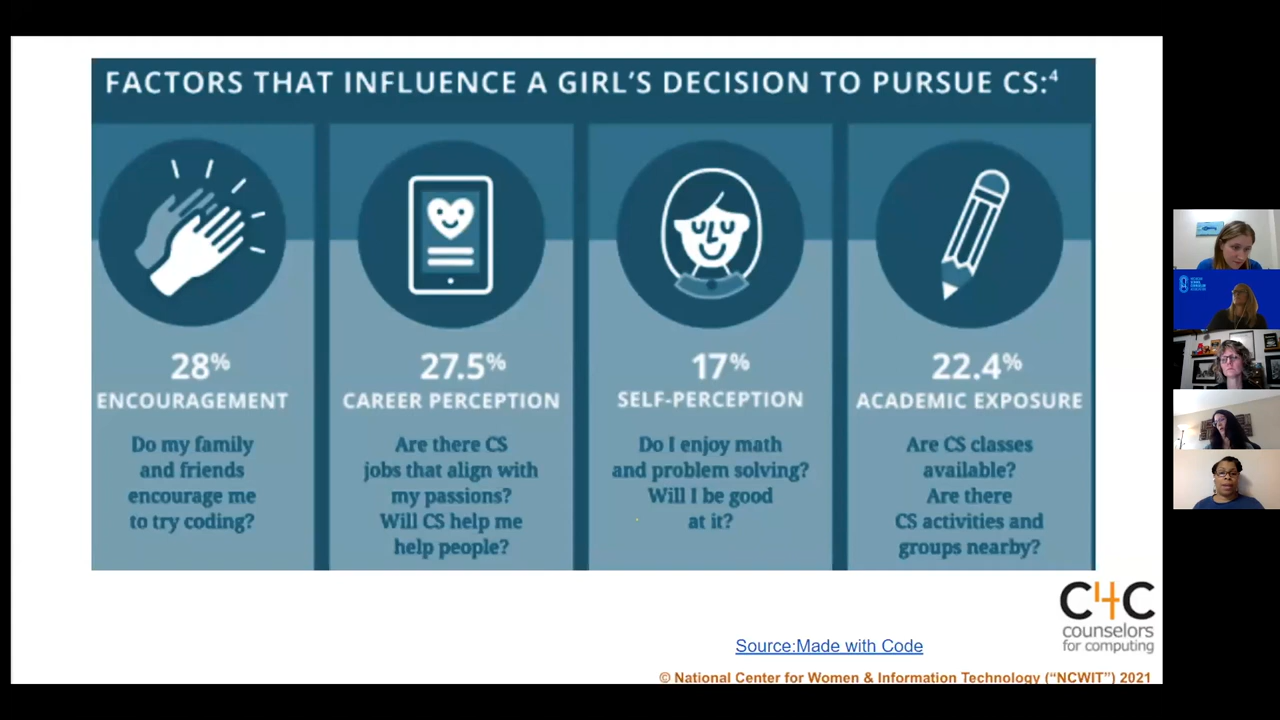 FACTORS THAT INFLUENCE A GIRL'S DECISION TO PURSUE CS:4
28%
ENCOURAGEMENT
Do my family
and friends
encourage me
to try coding?
27.5%
CAREER PERCEPTION
Are there CS
jobs that align with
my passions?
Will CS help me
help people?
17%
SELF-PERCEPTION
Do I enjoy math
and problem solving?
Will I be good
at it?
22.4%
ACADEMIC EXPOSURE
Are CS classes
available?
Are there
CS activities and
groups nearby?
C4C
counselors
for computing
Source:Made with Code
© National Center for Women & Information Technology (“NCWIT”) 2021